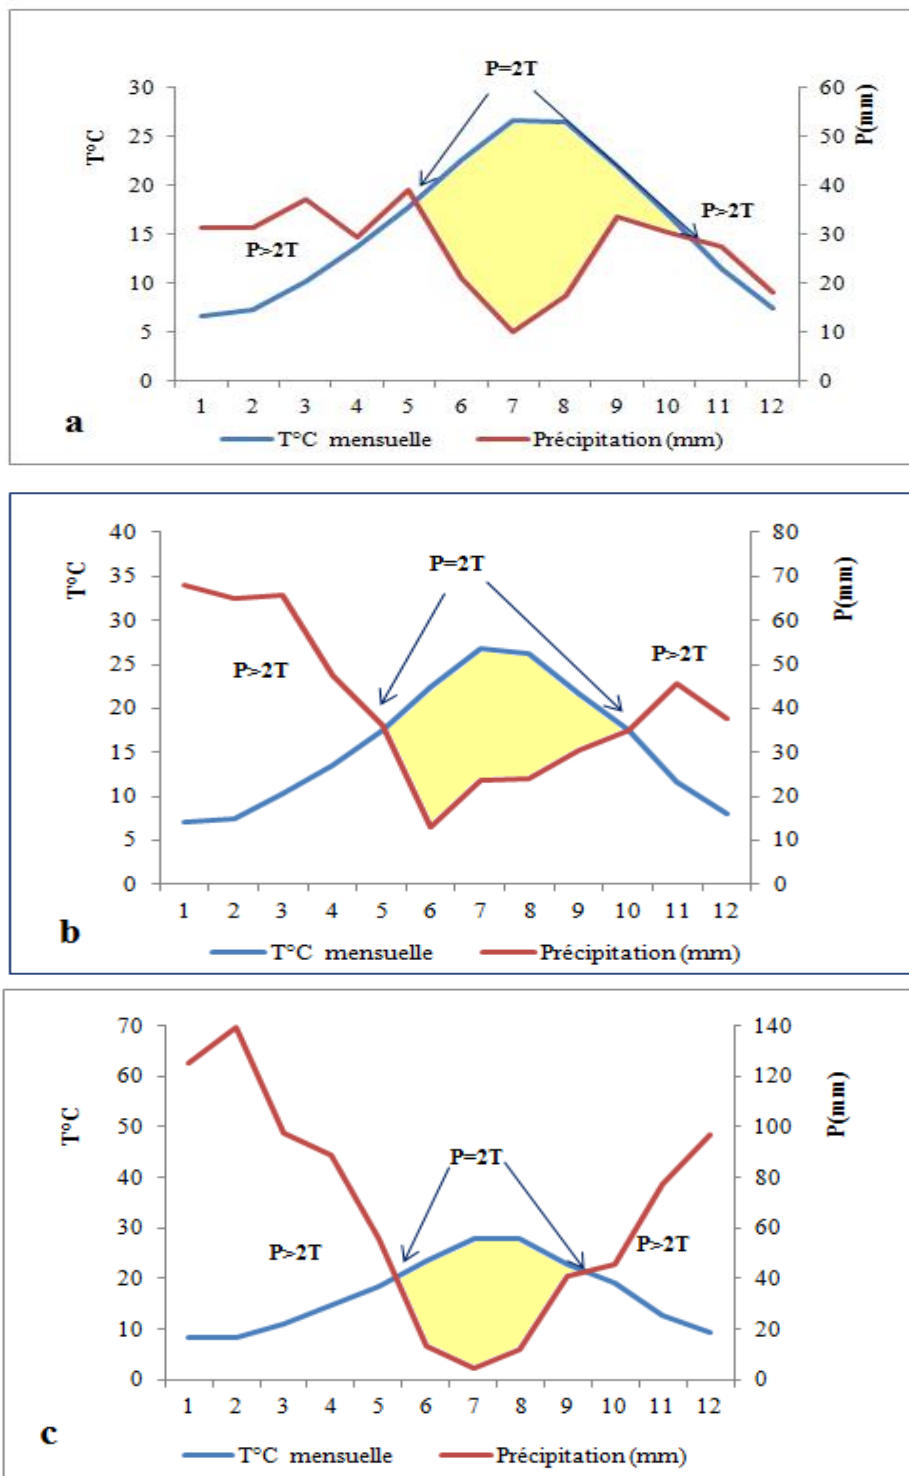 P=2T
30 60
T°C P(mm)
25 50
20 40
P>2T
15 30
P>2T
10 20
5 10
0 0
1 2 3 4 5 6 7 8 9 10 11 12
a
T°C mensuelle Précipitation (mm)
40 80
T°C P(mm)
35 70
P=2T
30 60
P>2T P>2T
25 50
20 40
15 30
10 20
5 10
0 0
1 2 3 4 5 6 7 8 9 10 11 12
b
T°C mensuelle Précipitation (mm)
70 140
T°C P(mm)
60 120
50 100
P=2T
40 80
30 60
P>2T P>2T
20 40
10 20
0 0
1 2 3 4 5 6 7 8 9 10 11 12
c
T°C mensuelle Précipitation (mm)